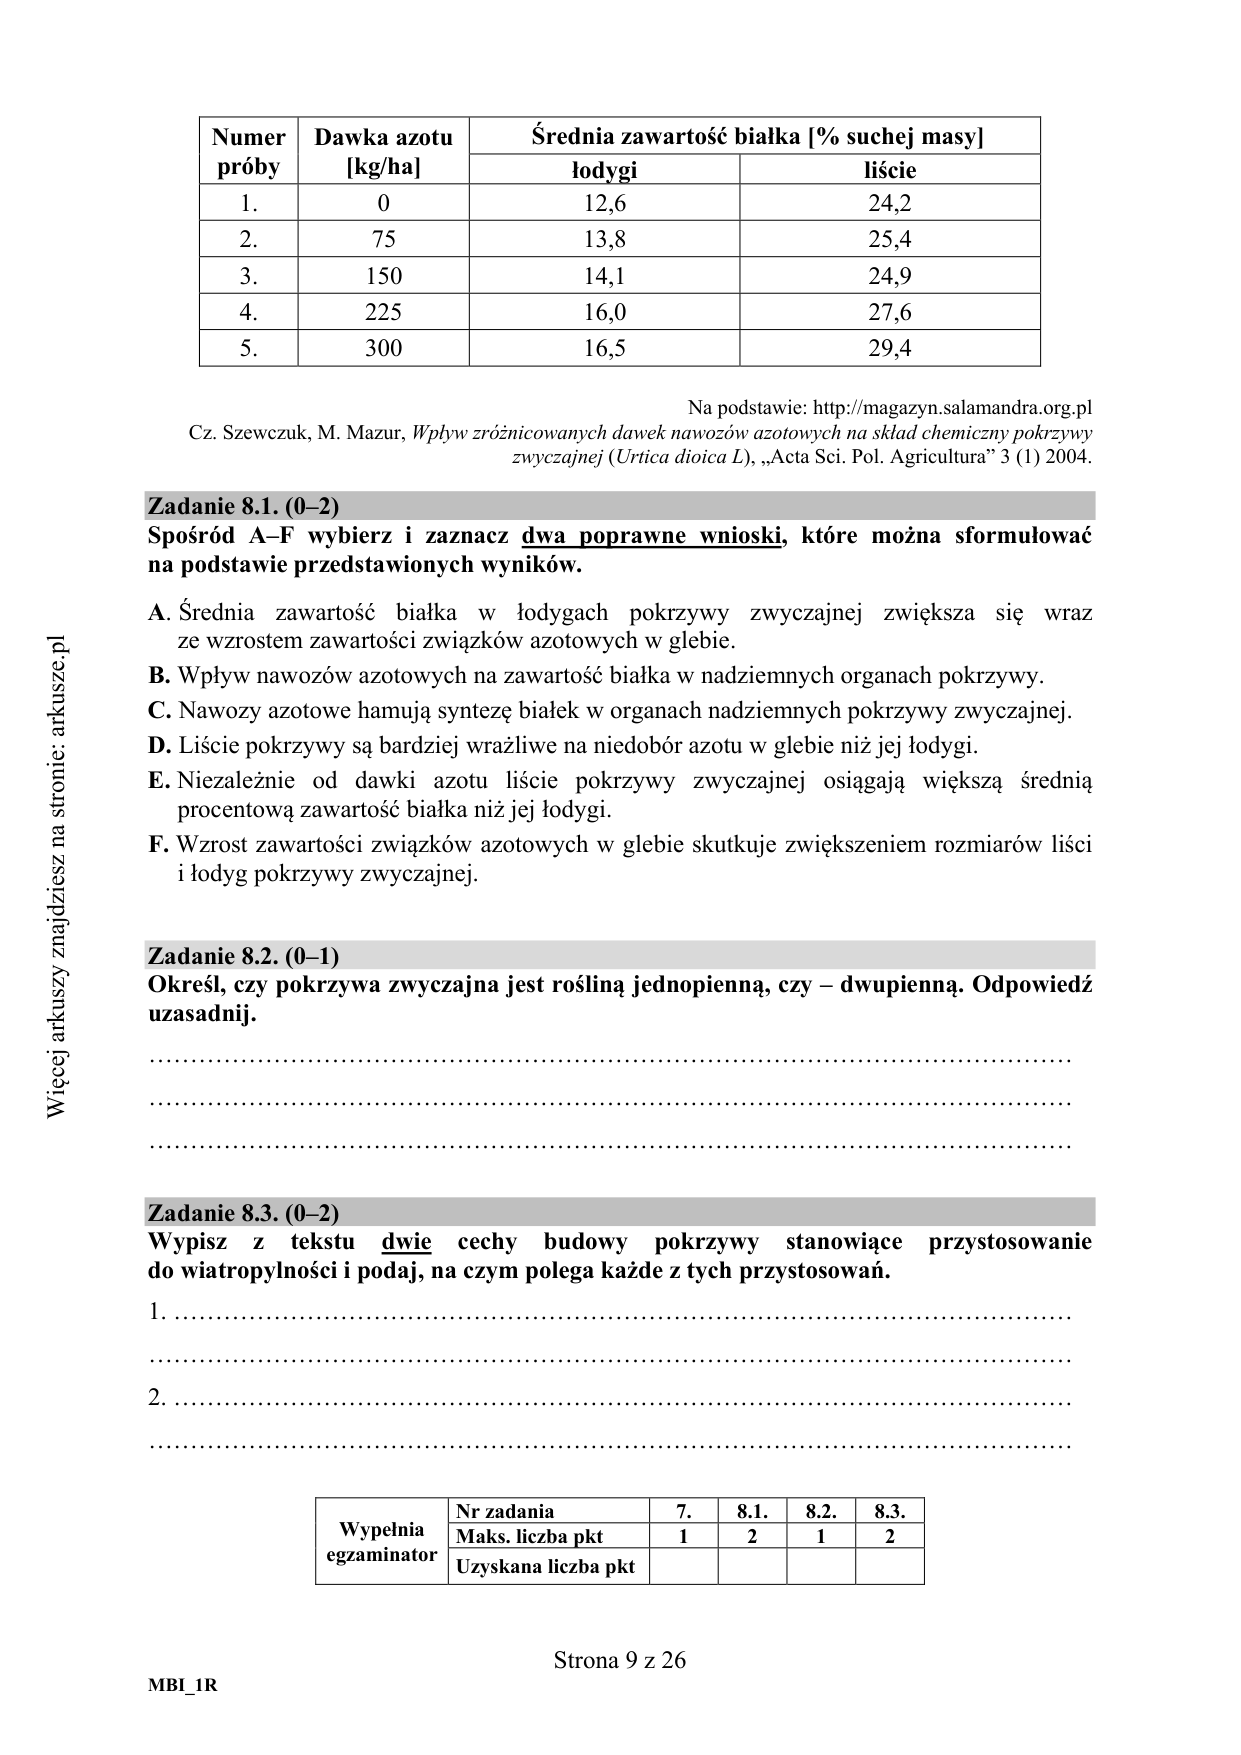 Numer próby	Dawka azotu [kg/ha]	Średnia zawartość białka [% suchej masy]
łodygi	liście
1.	0	12,6	24,2
2.	75	13,8	25,4
3.	150	14,1	24,9
4.	225	16,0	27,6
5.	300	16,5	29,4
Na podstawie: http://magazyn.salamandra.org.pl
Cz. Szewczuk, M. Mazur, Wpływ zróżnicowanych dawek nawozów azotowych na skład chemiczny pokrzywy
zwyczajnej (Urtica dioica L), „Acta Sci. Pol. Agricultura” 3 (1) 2004.
Zadanie 8.1. (0–2)
Spośród A–F wybierz i zaznacz dwa poprawne wnioski, które można sformułować
na podstawie przedstawionych wyników.
A. Średnia zawartość białka w łodygach pokrzywy zwyczajnej zwiększa się wraz
ze wzrostem zawartości związków azotowych w glebie.
B. Wpływ nawozów azotowych na zawartość białka w nadziemnych organach pokrzywy.
C. Nawozy azotowe hamują syntezę białek w organach nadziemnych pokrzywy zwyczajnej.
D. Liście pokrzywy są bardziej wrażliwe na niedobór azotu w glebie niż jej łodygi.
E. Niezależnie od dawki azotu liście pokrzywy zwyczajnej osiągają większą średnią
procentową zawartość białka niż jej łodygi.
F. Wzrost zawartości związków azotowych w glebie skutkuje zwiększeniem rozmiarów liści
i łodyg pokrzywy zwyczajnej.
Zadanie 8.2. (0–1)
Określ, czy pokrzywa zwyczajna jest rośliną jednopienną, czy – dwupienną. Odpowiedź
uzasadnij.
Zadanie 8.3. (0–2)
Wypisz z tekstu dwie cechy budowy pokrzywy stanowiące przystosowanie
do wiatropylności i podaj, na czym polega każde z tych przystosowań.
1.
2.
Wypełnia egzaminator	Nr zadania	7.	8.1.	8.2.	8.3.
Maks. liczba pkt	1	2	1	2
Uzyskana liczba pkt
Strona 9 z 26
MBI_1R
Więcej arkuszy znajdziesz na stronie: arkusze.pl